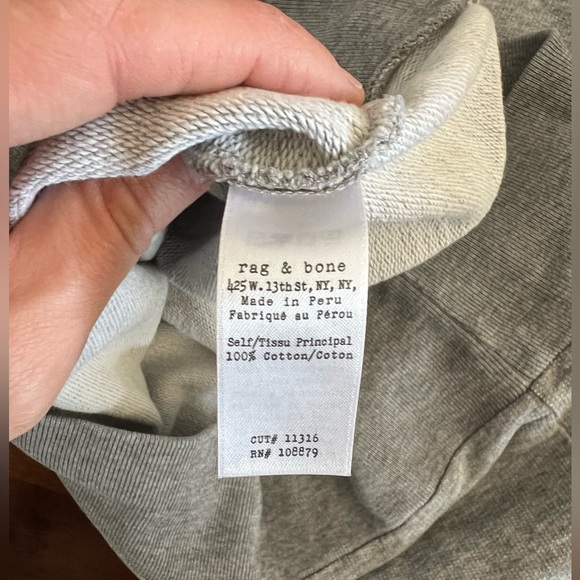 rag & bone
425 W. 13th St, NY, NY,
Made in Peru
Fabriqué au Pérou
Self/Tissu Principal
100% Cotton/Coton
CUT# 11316
RN# 108879